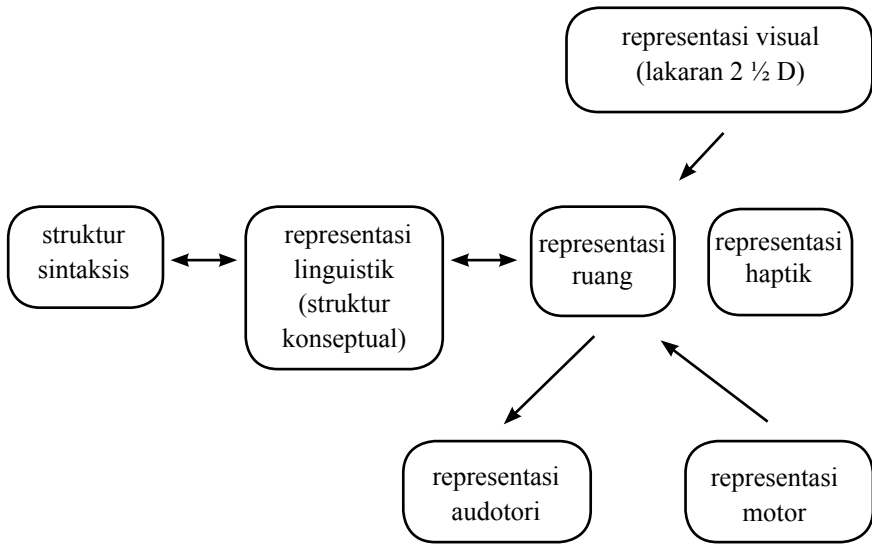 representasi visual
(lakaran 2 ½ D)
struktur
sintaksis
representasi
linguistik
(struktur
konseptual)
representasi
ruang
representasi
haptik
representasi
audotori
representasi
motor